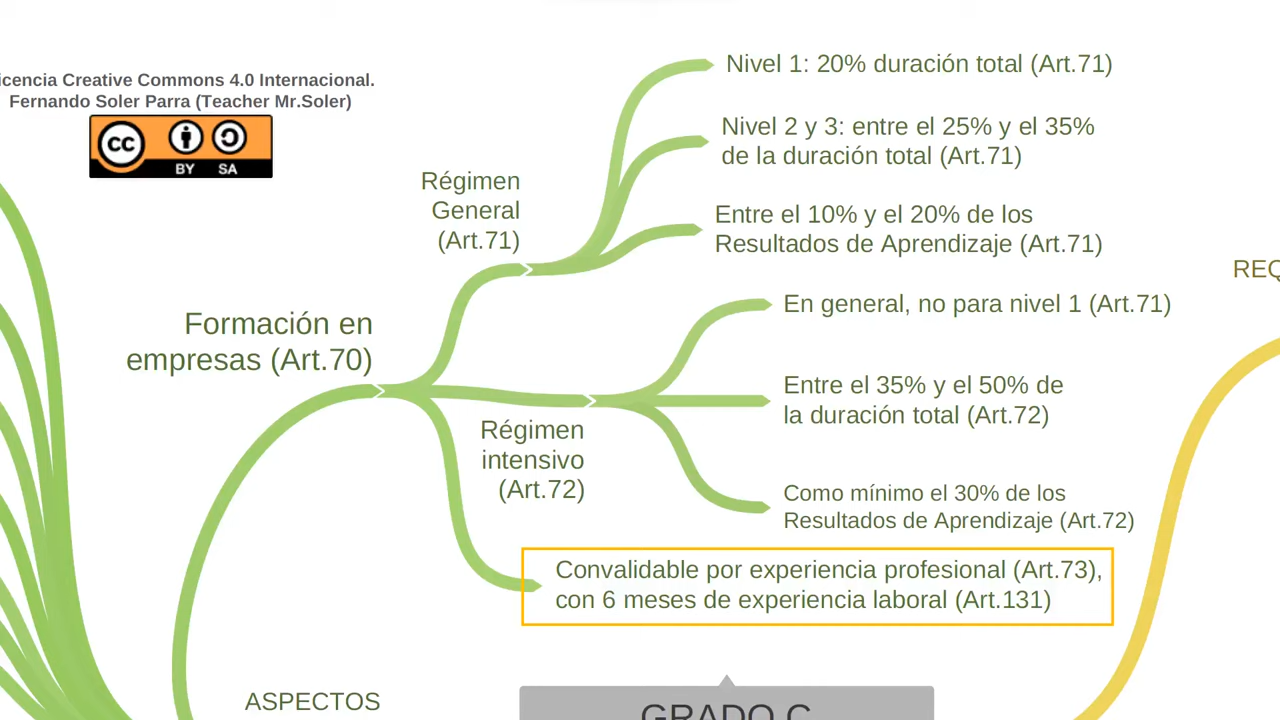 icencia Creative Commons 4.0 Internacional.
Fernando Soler Parra (Teacher Mr.Soler)
cc
BY SA
Nivel 1: 20% duración total (Art.71)
Nivel 2 y 3: entre el 25% y el 35%
de la duración total (Art.71)
Régimen
General
(Art.71)
Entre el 10% y el 20% de los
Resultados de Aprendizaje (Art.71)
REQ
Formación en
empresas (Art.70)
En general, no para nivel 1 (Art.71)
Entre el 35% y el 50% de
la duración total (Art.72)
Régimen
intensivo
(Art.72)
Como mínimo el 30% de los
Resultados de Aprendizaje (Art.72)
Convalidable por experiencia profesional (Art.73),
con 6 meses de experiencia laboral (Art.131)
ASPECTOS
GRADO C